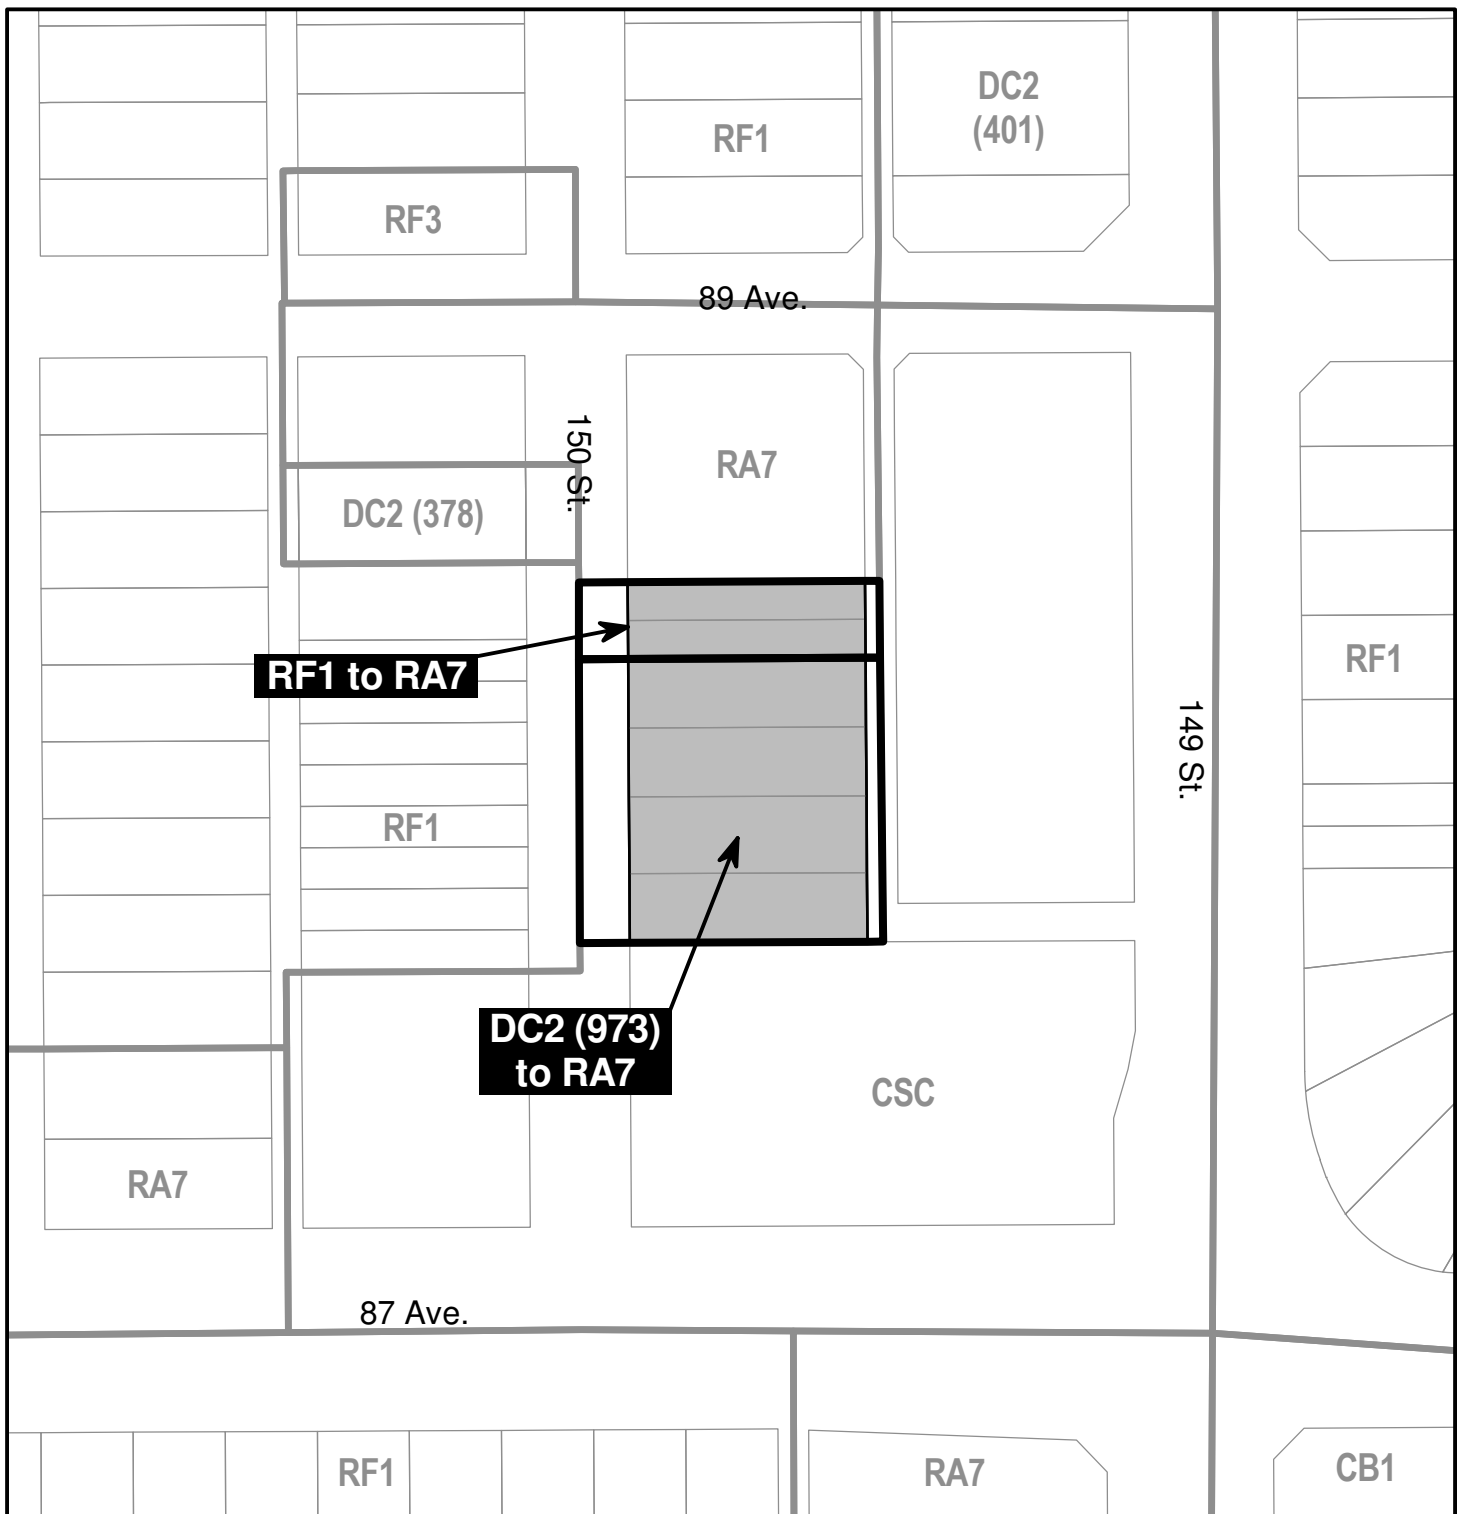 DC2
(401)
RF1
RF3
89 Ave.
150 St.
RA7
DC2 (378)
RF1 to RA7
RF1
149 St.
RF1
DC2 (973)
to RA7
CSC
RA7
87 Ave.
RF1
RA7
CB1